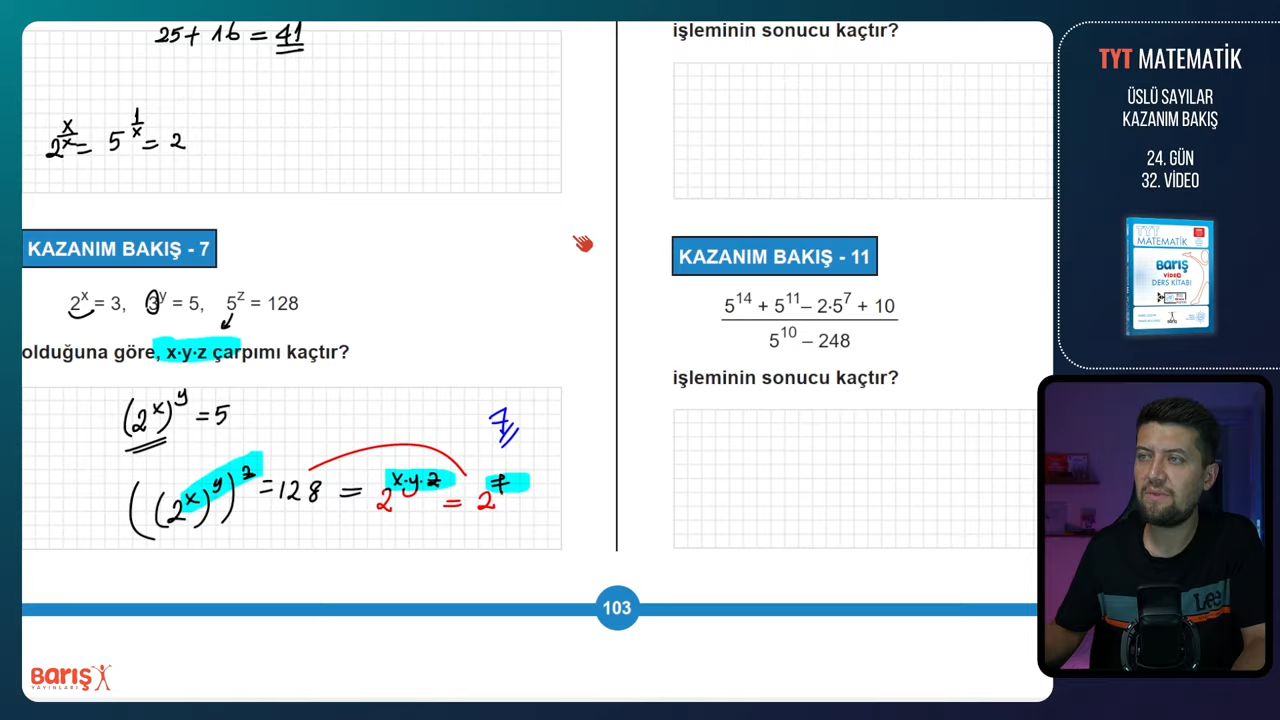 25 + 16 = 41
2^(x/x) = 5^(1/x) = 2
KAZANIM BAKIŞ - 7
2^x = 3, 3^y = 5, 5^z = 128
olduğuna göre, x·y·z çarpımı kaçtır?
(2^x)^y = 5
7
((2^x)^y)^z = 128 = 2^(x·y·z) = 2^7
işleminin sonucu kaçtır?
KAZANIM BAKIŞ - 11
5^14 + 5^11 – 2·5^7 + 10
5^10 – 248
işleminin sonucu kaçtır?
103
BARIŞ
YAYINLARI
TYT MATEMATİK
ÜSLÜ SAYILAR
KAZANIM BAKIŞ
24. GÜN
32. VİDEO
TYT
MATEMATİK
BARIŞ
VİDEO
DERS KİTABI
Lee